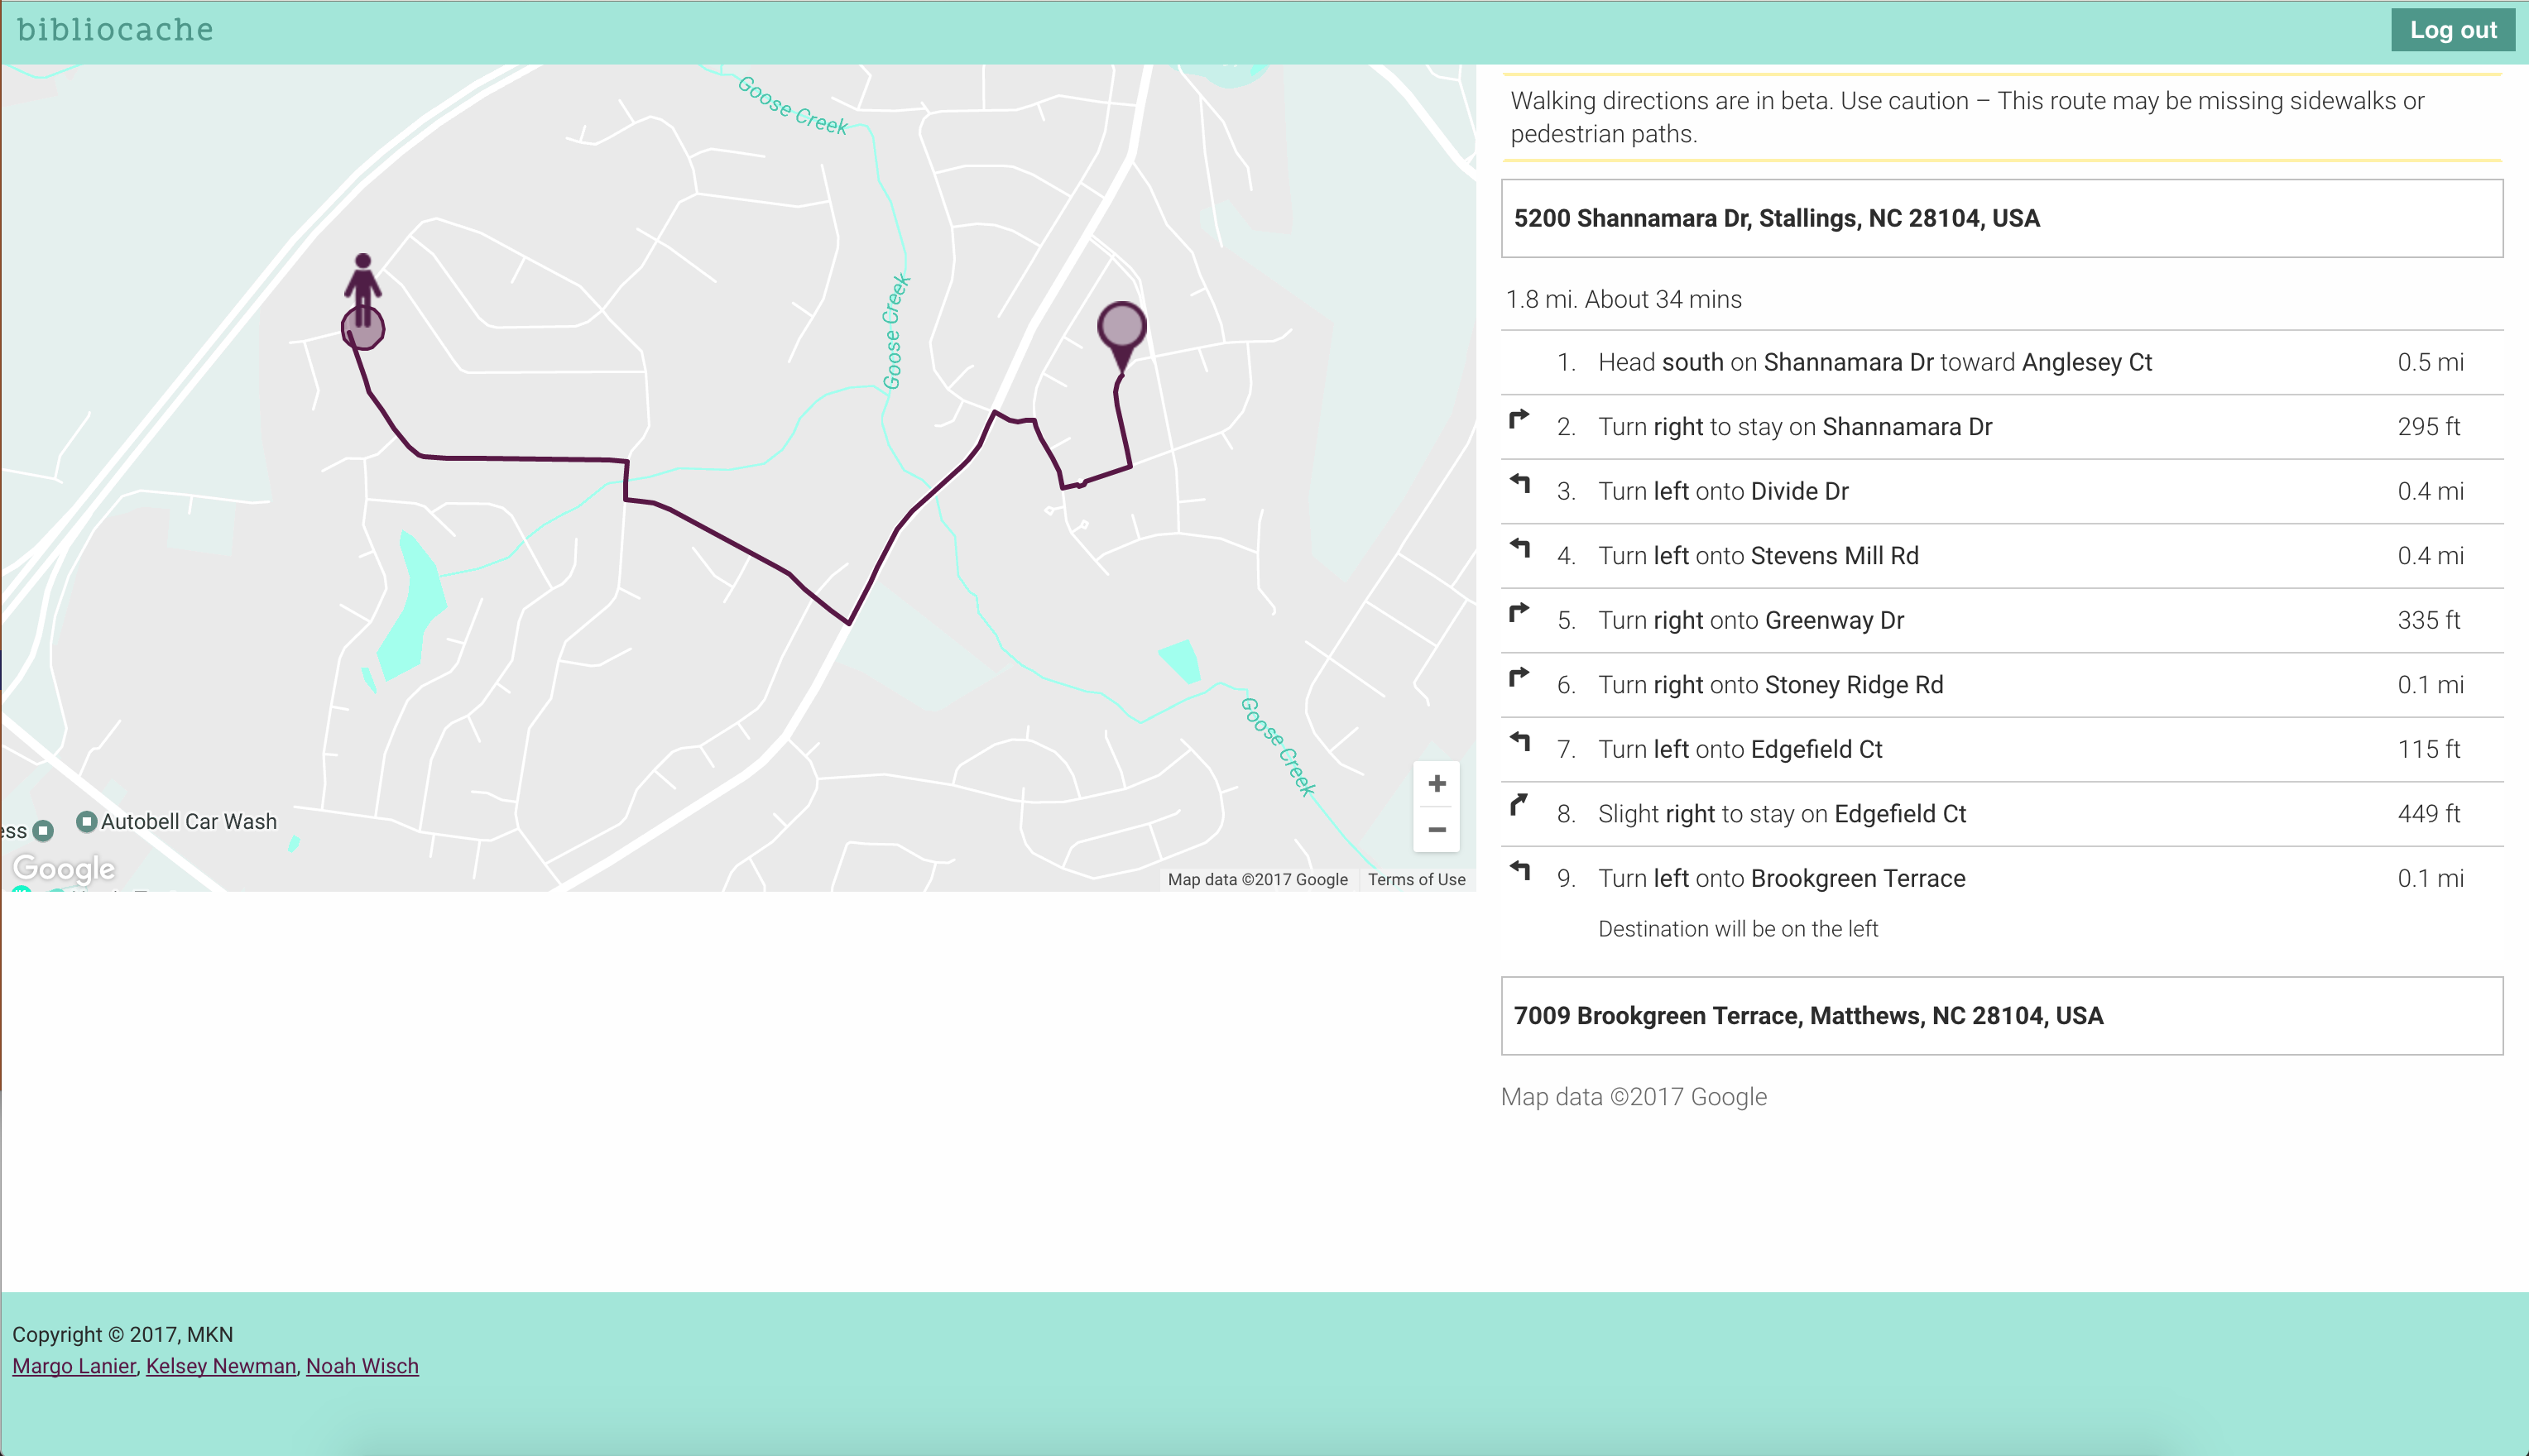 bibliocache
Log out
Goose Creek
Goose Creek
Goose Creek
Autobell Car Wash
Google
Map data ©2017 Google
Terms of Use
Walking directions are in beta. Use caution – This route may be missing sidewalks or
pedestrian paths.
5200 Shannamara Dr, Stallings, NC 28104, USA
1.8 mi. About 34 mins
1. Head south on Shannamara Dr toward Anglesey Ct 0.5 mi
2. Turn right to stay on Shannamara Dr 295 ft
3. Turn left onto Divide Dr 0.4 mi
4. Turn left onto Stevens Mill Rd 0.4 mi
5. Turn right onto Greenway Dr 335 ft
6. Turn right onto Stoney Ridge Rd 0.1 mi
7. Turn left onto Edgefield Ct 115 ft
8. Slight right to stay on Edgefield Ct 449 ft
9. Turn left onto Brookgreen Terrace 0.1 mi
Destination will be on the left
7009 Brookgreen Terrace, Matthews, NC 28104, USA
Map data ©2017 Google
Copyright © 2017, MKN
Margo Lanier, Kelsey Newman, Noah Wisch